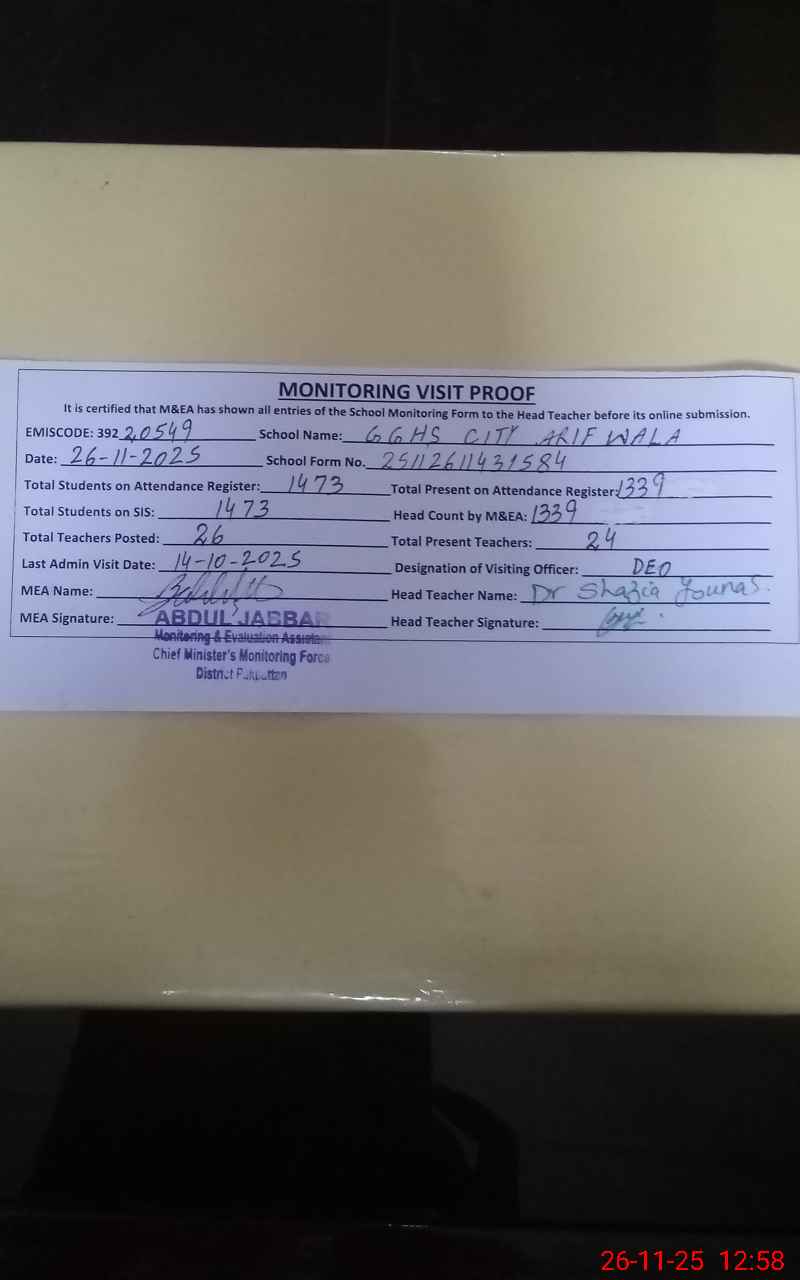 MONITORING VISIT PROOF
It is certified that M&EA has shown all entries of the School Monitoring Form to the Head Teacher before its online submission.
EMISCODE: 392 20549 School Name: GGHS CITY ARIF WALA
Date: 26-11-2025 School Form No. 25112611431584
Total Students on Attendance Register: 1473 Total Present on Attendance Register: 1339
Total Students on SIS: 1473 Head Count by M&EA: 1339
Total Teachers Posted: 26 Total Present Teachers: 24
Last Admin Visit Date: 14-10-2025 Designation of Visiting Officer: DEO
MEA Name: Head Teacher Name: Dr Shazia Younas.
MEA Signature: Head Teacher Signature:
ABDUL JABBAR
Monitoring & Evaluation Assistant
Chief Minister's Monitoring Force
District Pakpattan
26-11-25 12:58